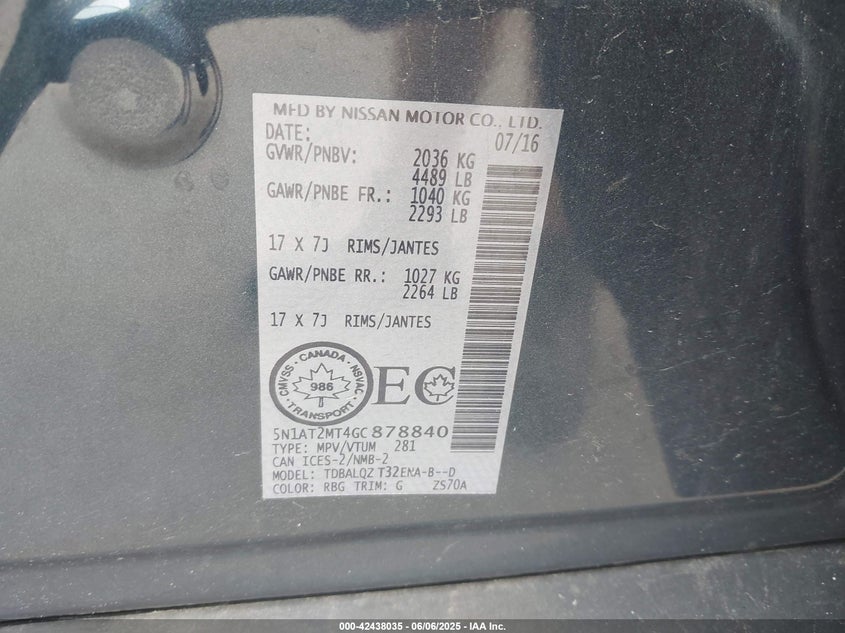 MFD BY NISSAN MOTOR CO., LTD.
DATE: 07/16
GVWR/PNBV: 2036 KG
4489 LB
GAWR/PNBE FR.: 1040 KG
2293 LB
17 X 7J RIMS/JANTES
GAWR/PNBE RR.: 1027 KG
2264 LB
17 X 7J RIMS/JANTES
CMVSS - CANADA - NSVAC
986
TRANSPORT
EC
5N1AT2MT4GC878840
TYPE: MPV/VTUM 281
CAN ICES-2/NMB-2
MODEL: TDBALQZ T32ENA-B--D
COLOR: RBG TRIM: G ZS70A
000-42438035 - 06/06/2025 - IAA Inc.